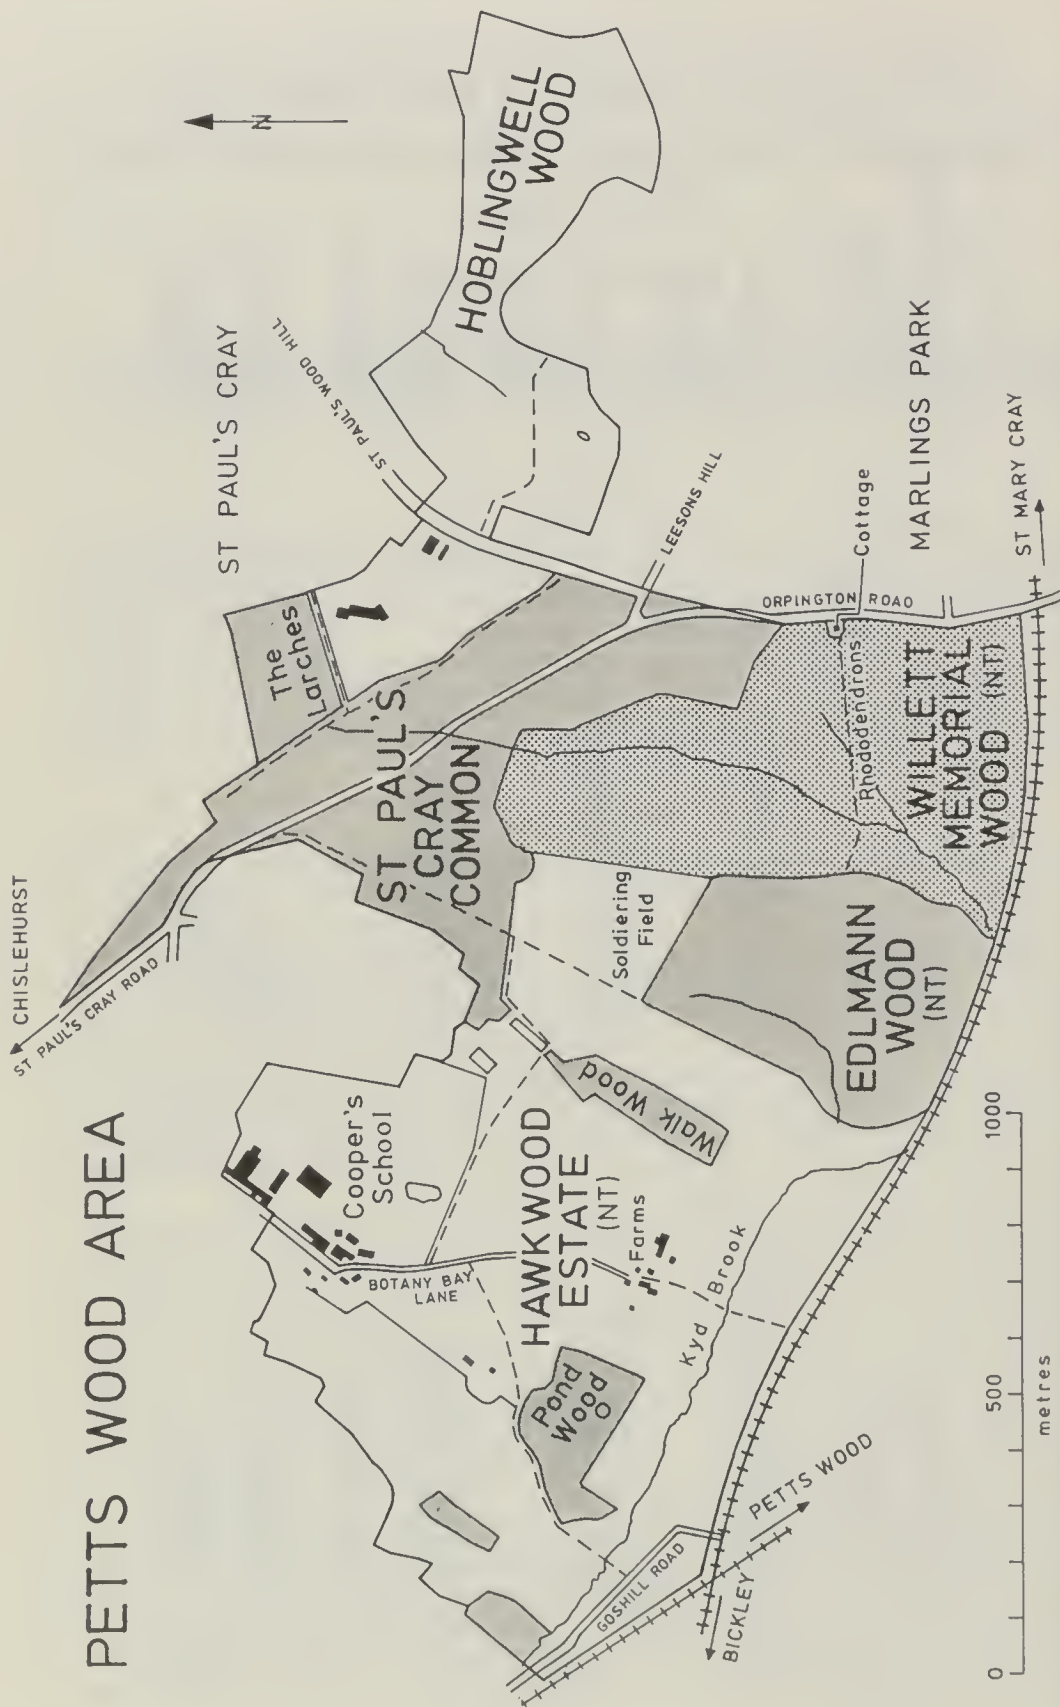 PETTS WOOD AREA
CHISLEHURST
ST PAUL'S CRAY ROAD
ST PAUL'S CRAY
N
ST PAUL'S WOOD HILL
HOBLINGWELL
WOOD
The
Larches
ST PAUL'S
CRAY
COMMON
LEESONS HILL
Cooper's
School
BOTANY BAY
LANE
HAWKWOOD
ESTATE
(NT)
Farms
Walk Wood
Pond
Wood
Kyd Brook
Soldiering
Field
EDLMANN
WOOD
(NT)
Rhododendrons
WILLETT
MEMORIAL
WOOD (NT)
ORPINGTON ROAD
Cottage
MARLINGS PARK
ST MARY CRAY
GOSHILL ROAD
BICKLEY
PETTS WOOD
0
500
1000
metres